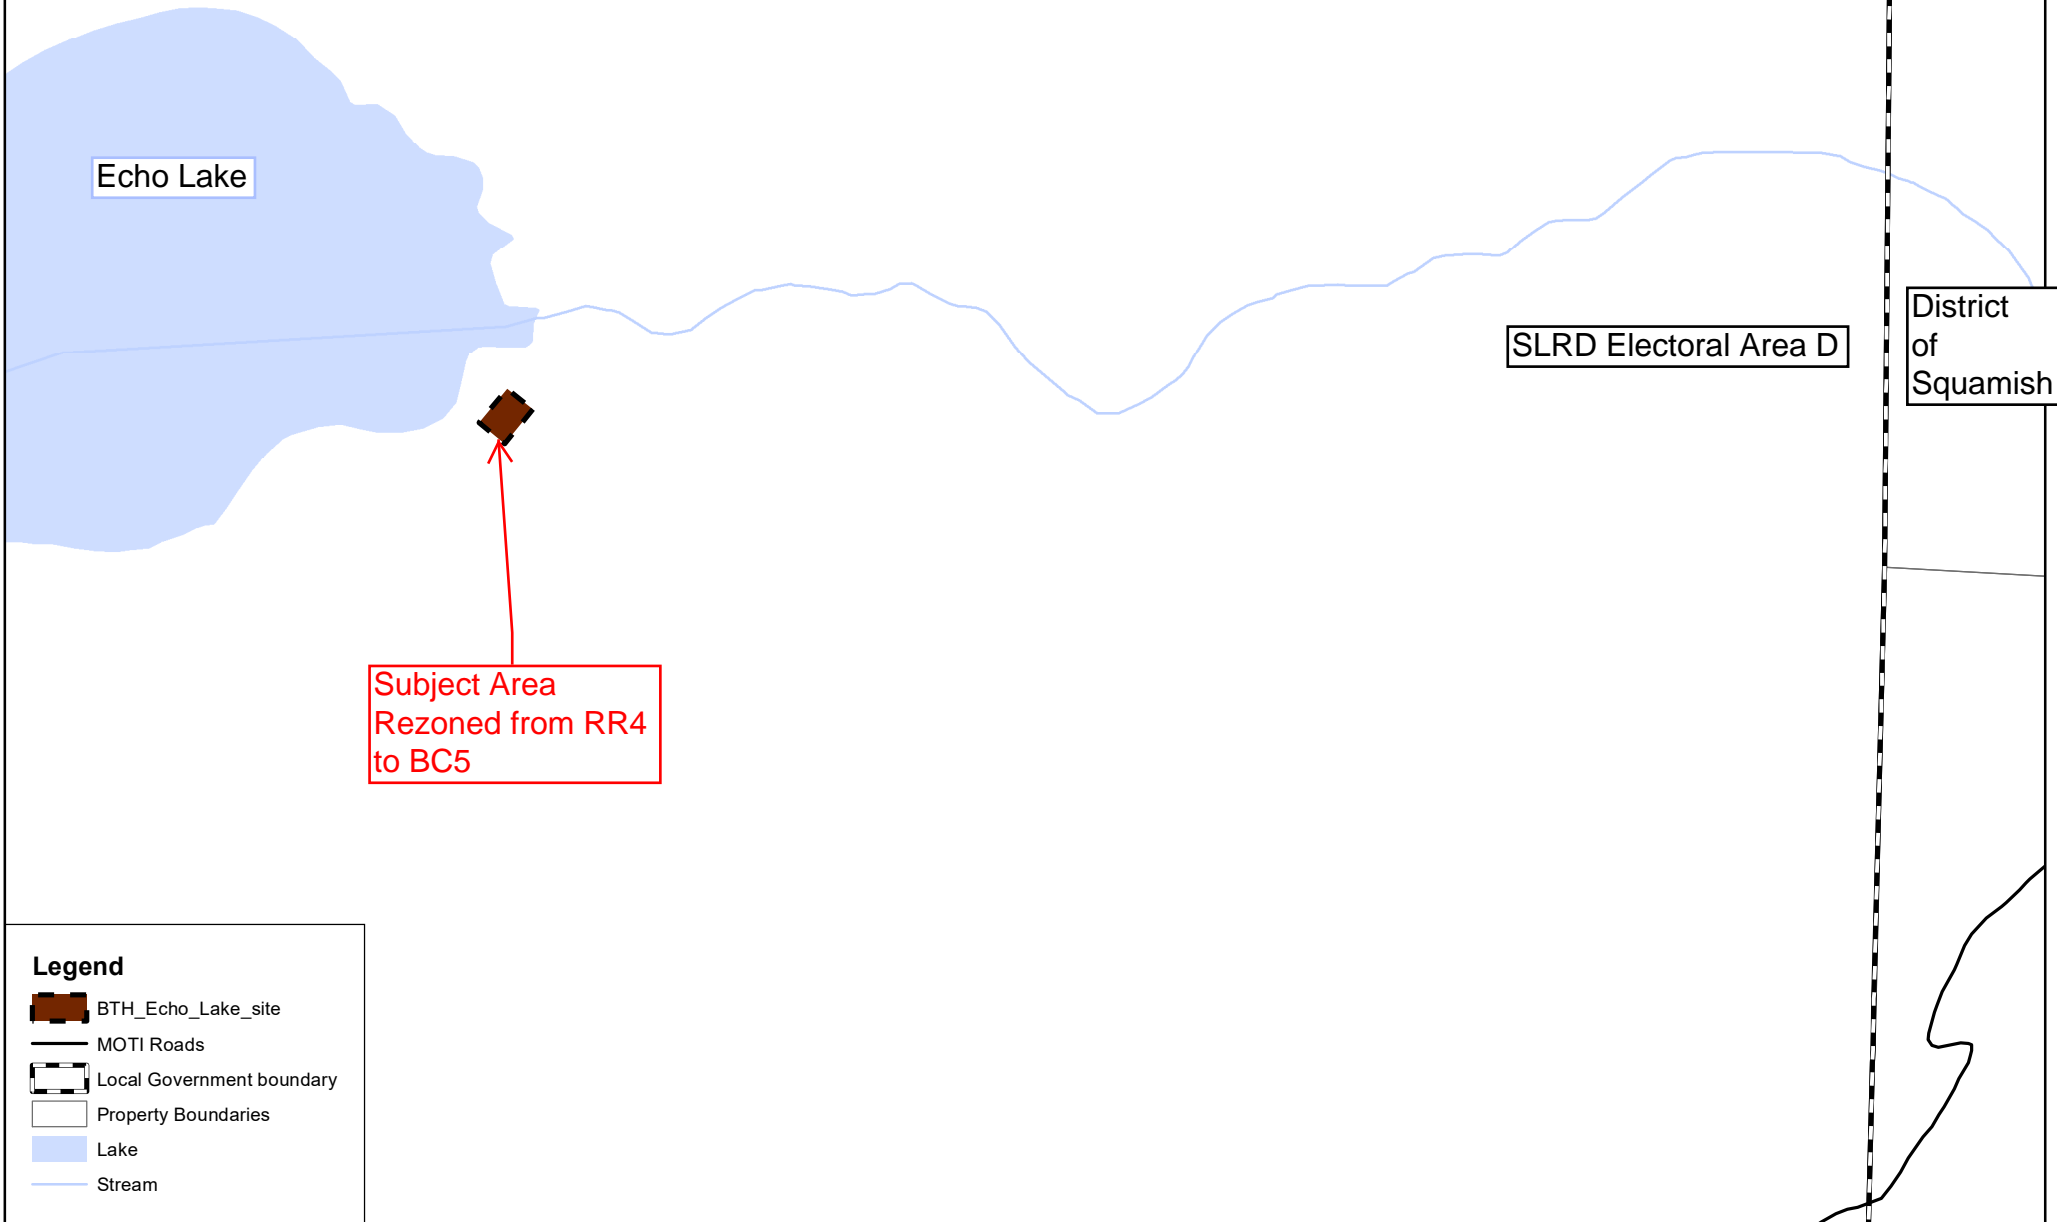 Echo Lake
District
of
Squamish
SLRD Electoral Area D
Subject Area
Rezoned from RR4
to BC5
Legend
BTH_Echo_Lake_site
MOTI Roads
Local Government boundary
Property Boundaries
Lake
Stream